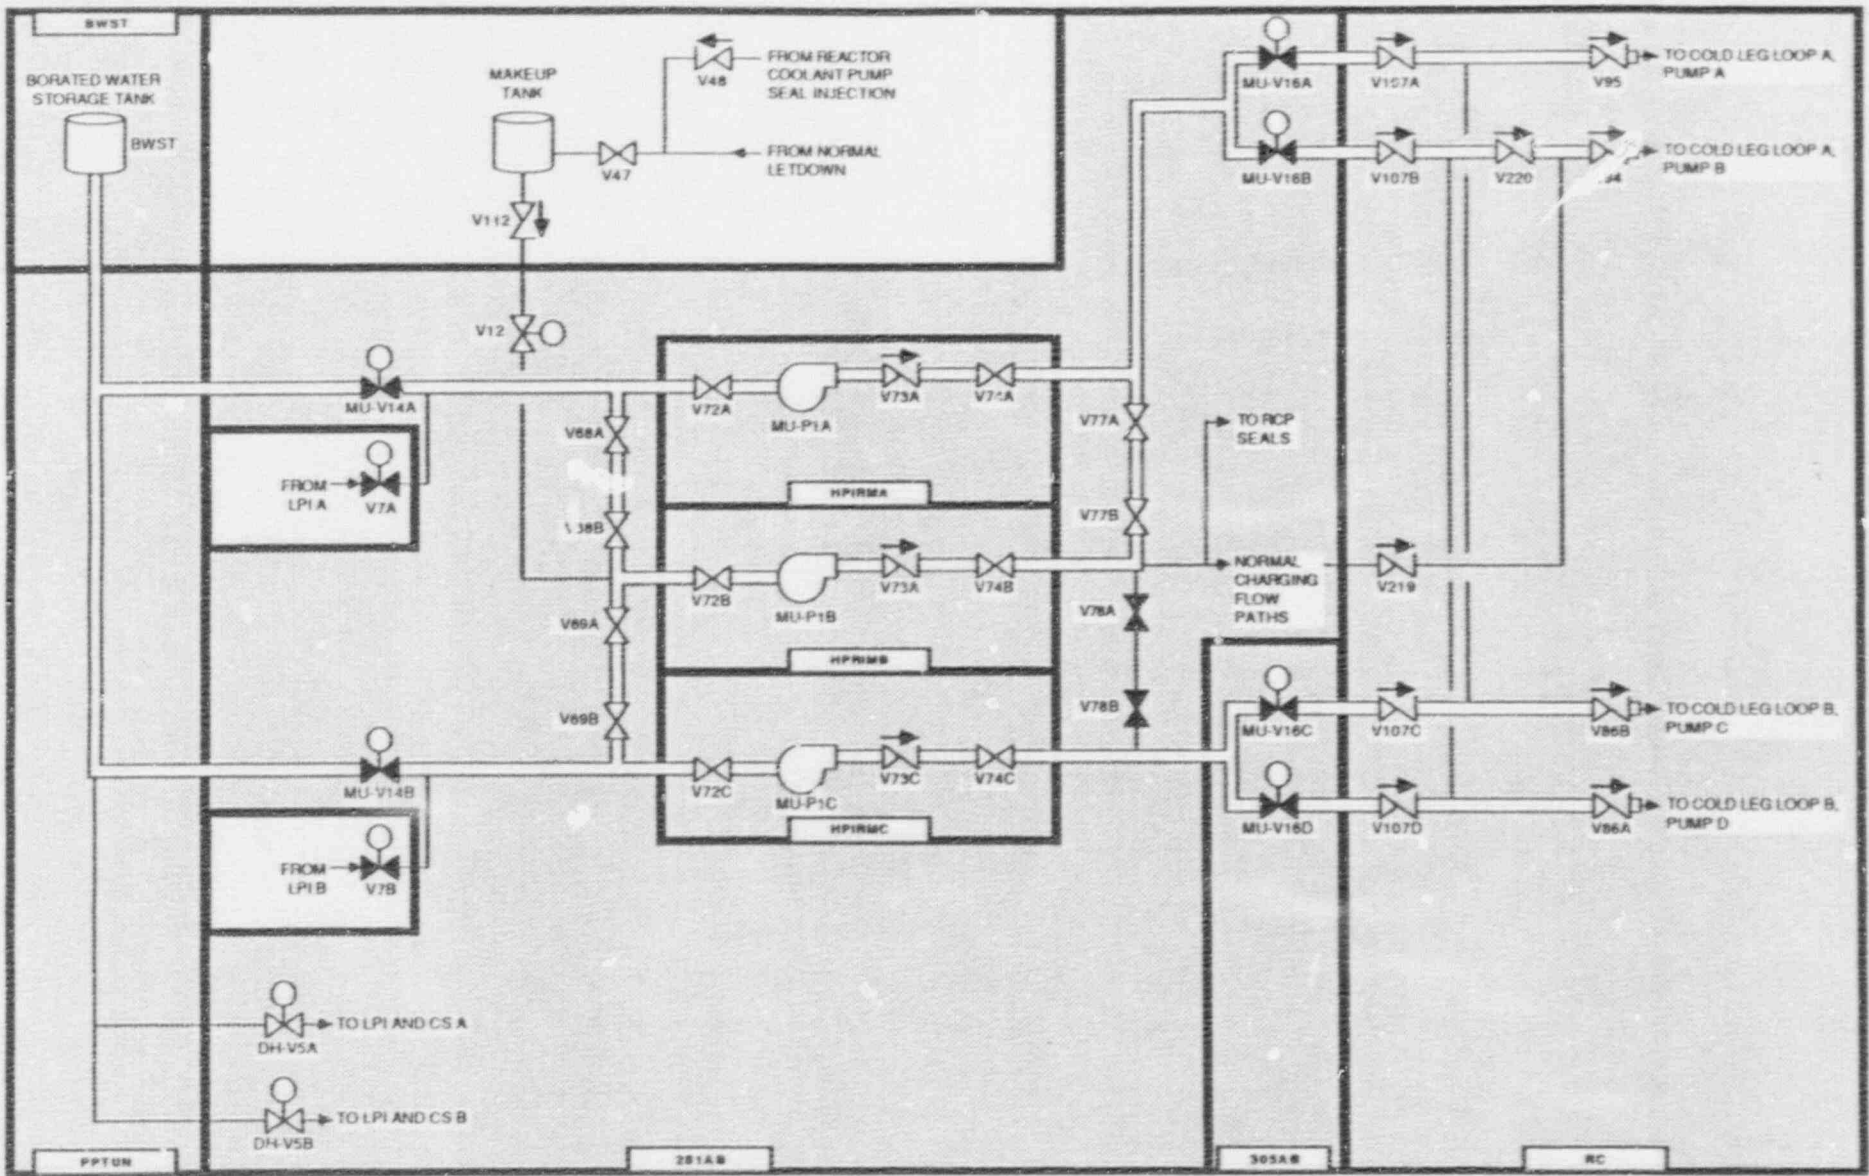 BWST
BORATED WATER
STORAGE TANK
BWST
MAKEUP
TANK
V48
FROM REACTOR
COOLANT PUMP
SEAL INJECTION
V47
FROM NORMAL
LETDOWN
V112
V12
MU-V16A
V107A
V95
TO COLD LEG LOOP A,
PUMP A
MU-V16B
V107B
V220
TO COLD LEG LOOP A,
PUMP B
MU-V14A
FROM
LPI A
V7A
V68A
V72A
MU-P1A
V73A
V74A
HPIRMA
V77A
TO RCP
SEALS
V77B
V72B
MU-P1B
V73A
V74B
HPRIMB
NORMAL
CHARGING
FLOW
PATHS
V219
V69A
V78A
V69B
V78B
MU-V14B
V72C
MU-P1C
V73C
V74C
HPIRMC
MU-V16C
V107C
V86B
TO COLD LEG LOOP B,
PUMP C
MU-V16D
V107D
V86A
TO COLD LEG LOOP B,
PUMP D
FROM
LPI B
V7B
DH-V5A
TO LPI AND CS A
DH-V5B
TO LPI AND CS B
PPTUN
281AB
305AB
RC